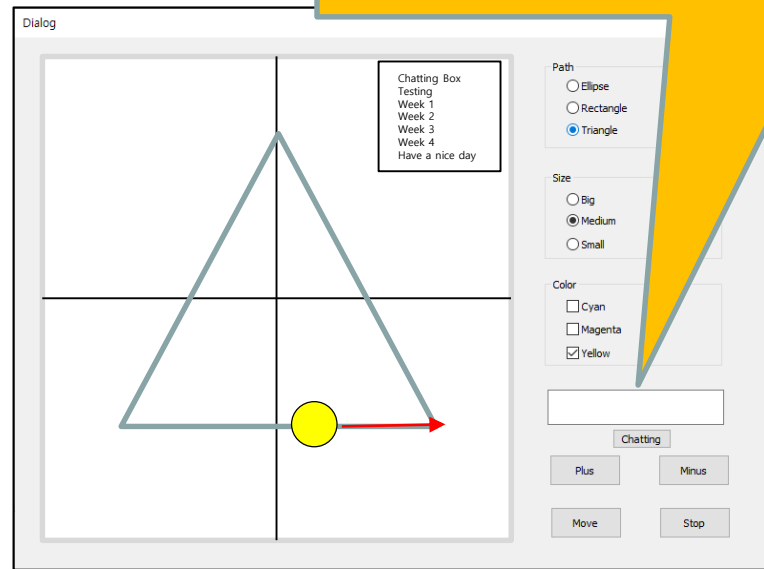 Dialog
Chatting Box
Testing
Week 1
Week 2
Week 3
Week 4
Have a nice day
Path
Ellipse
Rectangle
Triangle
Size
Big
Medium
Small
Color
Cyan
Magenta
Yellow
Chatting
Plus
Minus
Move
Stop